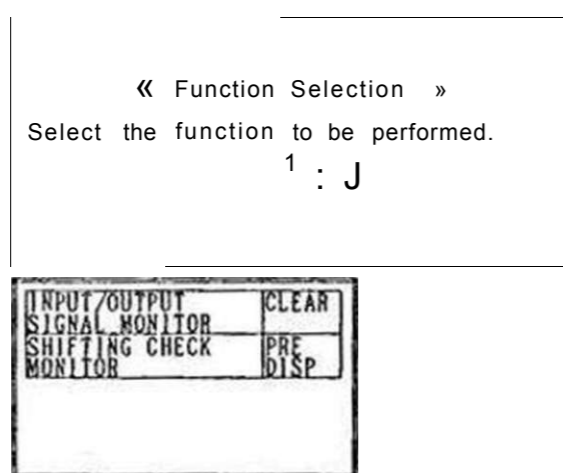 « Function Selection »
Select the function to be performed.
1 : J
INPUT/OUTPUT CLEAR
SIGNAL MONITOR
SHIFTING CHECK PRE
MONITOR DISP